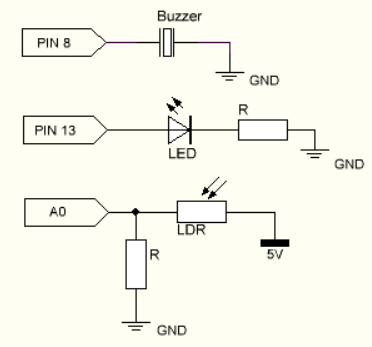 Buzzer
PIN 8
GND
R
PIN 13
LED
GND
A0
LDR
R
5V
GND